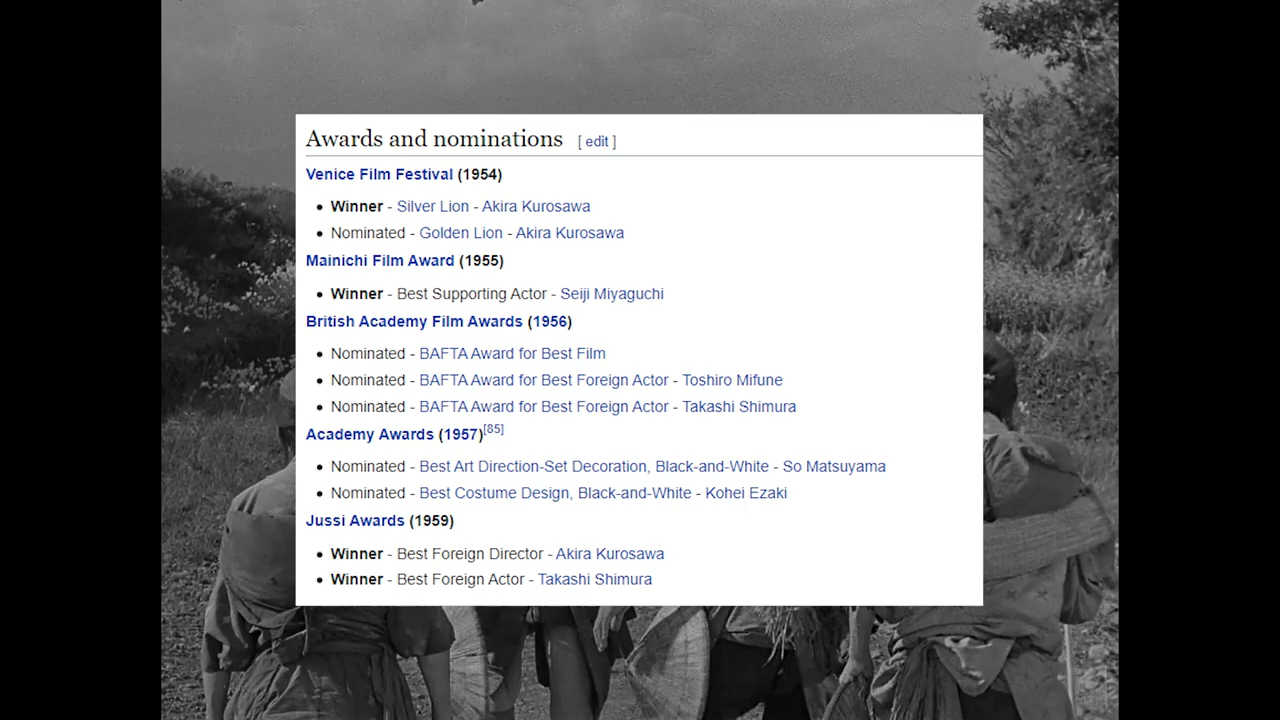 Awards and nominations [ edit ]
Venice Film Festival (1954)
• Winner - Silver Lion - Akira Kurosawa
• Nominated - Golden Lion - Akira Kurosawa
Mainichi Film Award (1955)
• Winner - Best Supporting Actor - Seiji Miyaguchi
British Academy Film Awards (1956)
• Nominated - BAFTA Award for Best Film
• Nominated - BAFTA Award for Best Foreign Actor - Toshiro Mifune
• Nominated - BAFTA Award for Best Foreign Actor - Takashi Shimura
Academy Awards (1957)[85]
• Nominated - Best Art Direction-Set Decoration, Black-and-White - So Matsuyama
• Nominated - Best Costume Design, Black-and-White - Kohei Ezaki
Jussi Awards (1959)
• Winner - Best Foreign Director - Akira Kurosawa
• Winner - Best Foreign Actor - Takashi Shimura